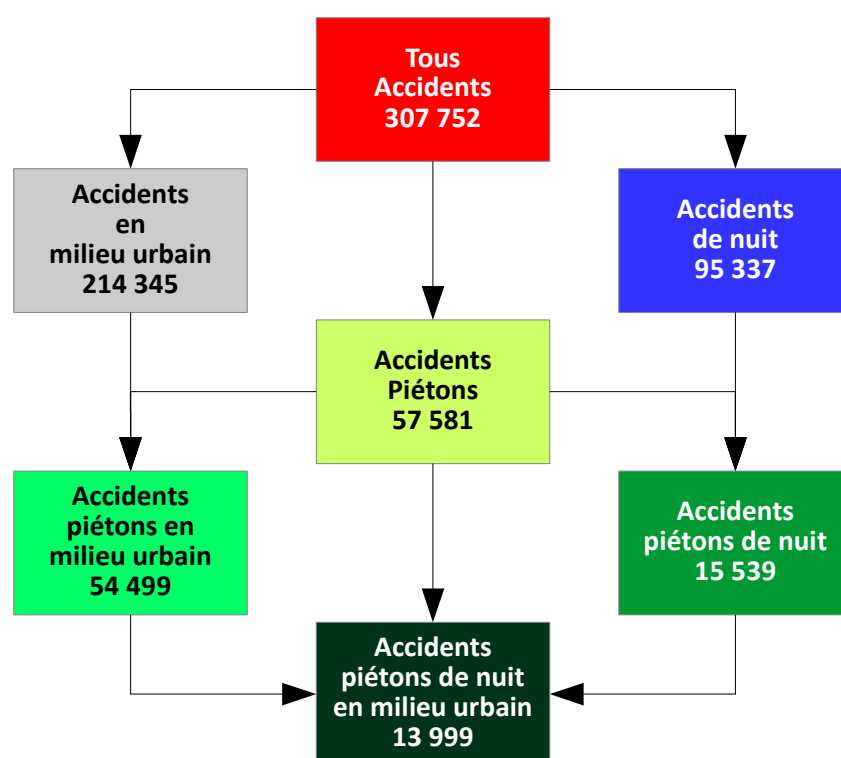 Tous
Accidents
307 752
Accidents
en
milieu urbain
214 345
Accidents
de nuit
95 337
Accidents
Piétons
57 581
Accidents
piétons en
milieu urbain
54 499
Accidents
piétons de nuit
15 539
Accidents
piétons de nuit
en milieu urbain
13 999